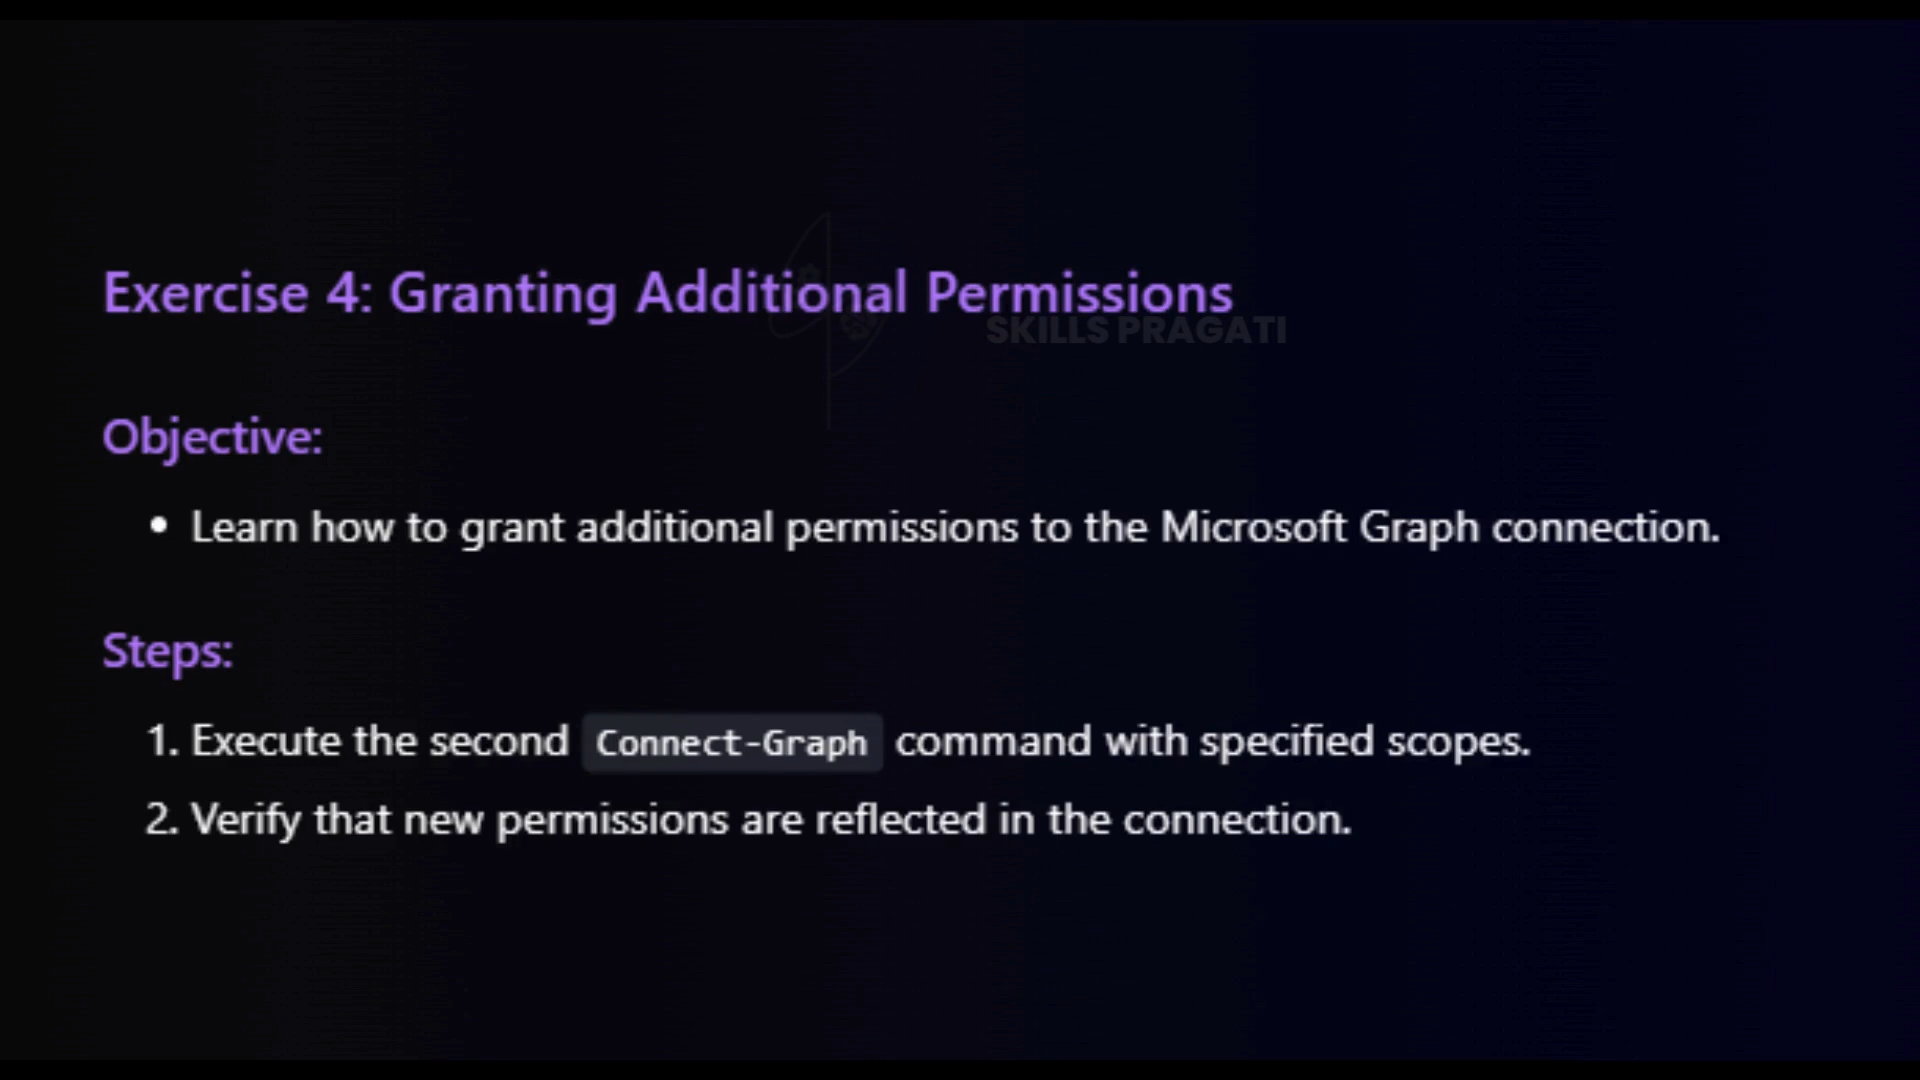 Exercise 4: Granting Additional Permissions
SKILLS PRAGATI
Objective:
• Learn how to grant additional permissions to the Microsoft Graph connection.
Steps:
1. Execute the second Connect-Graph command with specified scopes.
2. Verify that new permissions are reflected in the connection.